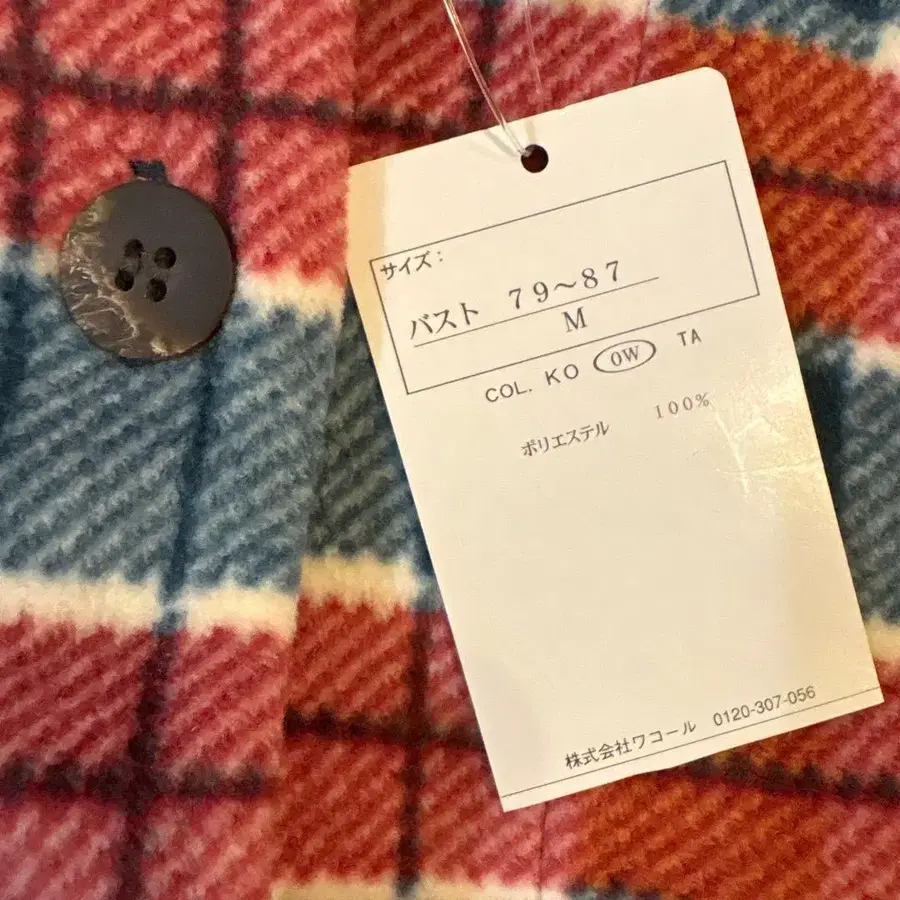 サイズ：
バスト 79～87
M
COL. KO 0W TA
ポリエステル 100%
株式会社ワコール 0120-307-056